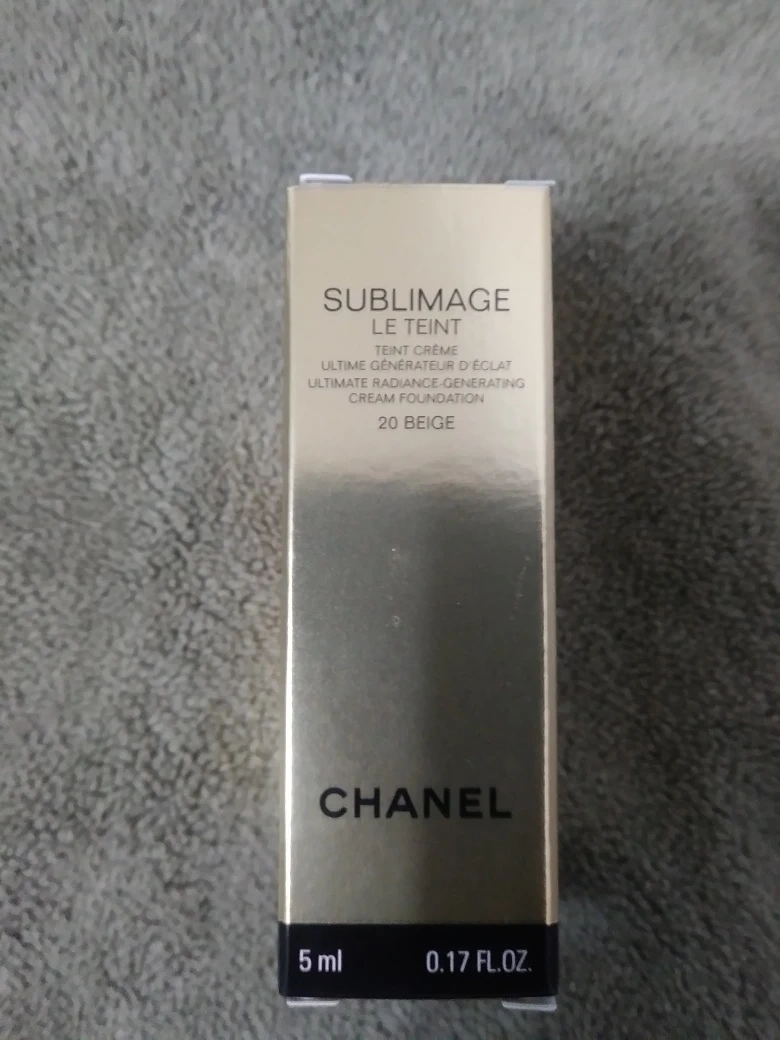 SUBLIMAGE
LE TEINT
TEINT CRÈME
ULTIME GÉNÉRATEUR D'ÉCLAT
ULTIMATE RADIANCE-GENERATING
CREAM FOUNDATION
20 BEIGE
CHANEL
5 ml 0.17 FL.OZ.